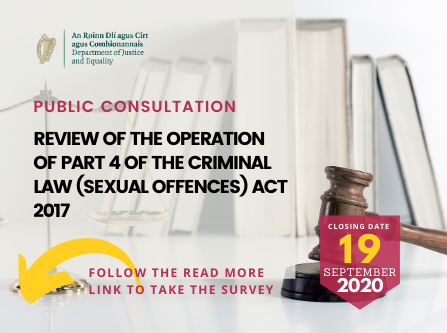 An Roinn Dlí agus Cirt
agus Comhionannais
Department of Justice
and Equality
PUBLIC CONSULTATION
REVIEW OF THE OPERATION
OF PART 4 OF THE CRIMINAL
LAW (SEXUAL OFFENCES) ACT
2017
CLOSING DATE
19
SEPTEMBER
2020
FOLLOW THE READ MORE
LINK TO TAKE THE SURVEY